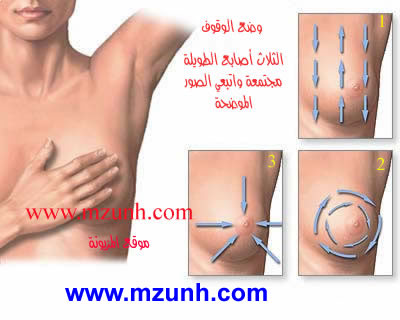 وضع الوقوف
الثلاث أصابع الطويلة
مجتمعة واتبعي الصور
الموضحة
1
3
2
www.mzunh.com
موقع المزيونة
www.mzunh.com